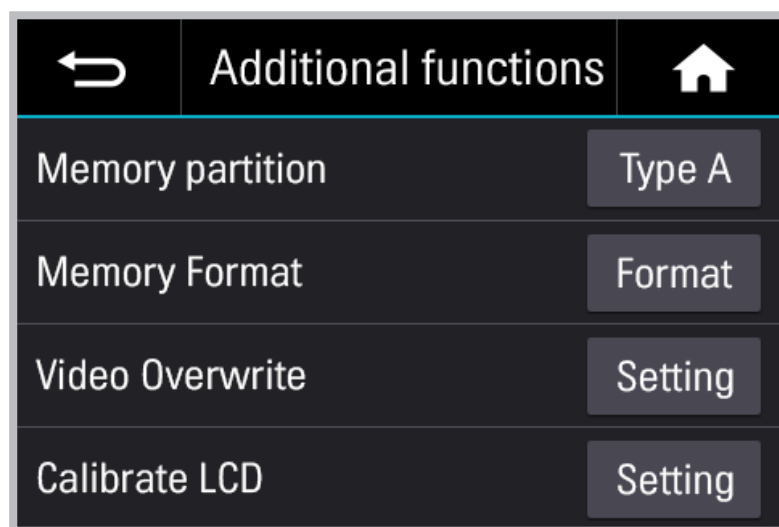 Additional functions
Memory partition Type A
Memory Format Format
Video Overwrite Setting
Calibrate LCD Setting